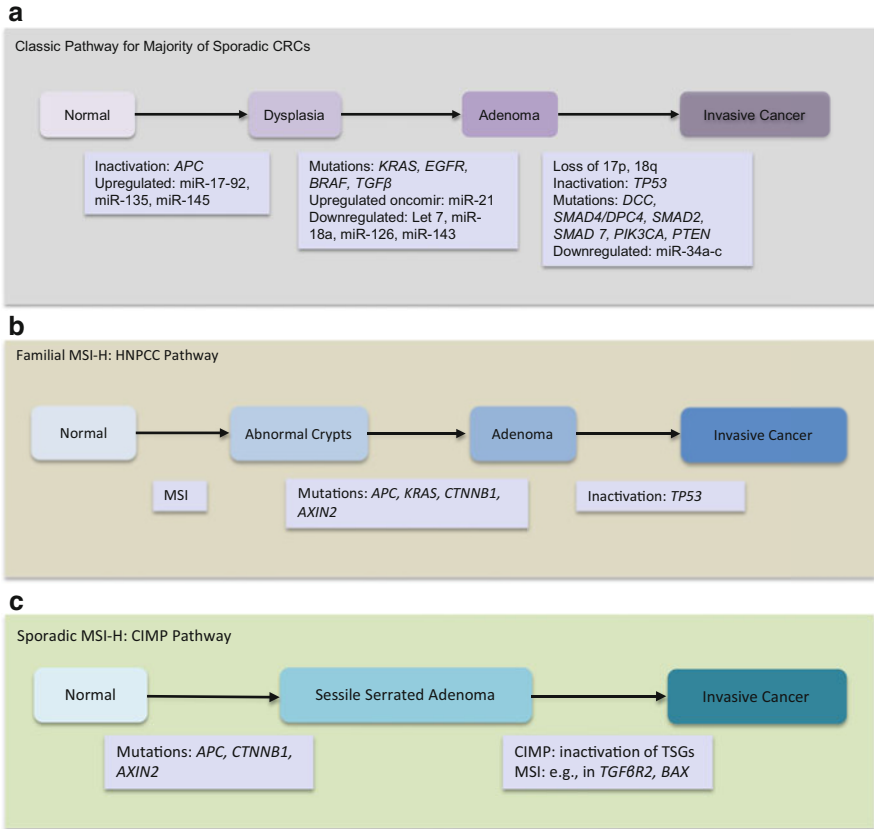 a
Classic Pathway for Majority of Sporadic CRCs
Normal
Dysplasia
Adenoma
Invasive Cancer
Inactivation: APC
Upregulated: miR-17-92,
miR-135, miR-145
Mutations: KRAS, EGFR,
BRAF, TGFβ
Upregulated oncomir: miR-21
Downregulated: Let 7, miR-
18a, miR-126, miR-143
Loss of 17p, 18q
Inactivation: TP53
Mutations: DCC,
SMAD4/DPC4, SMAD2,
SMAD 7, PIK3CA, PTEN
Downregulated: miR-34a-c
b
Familial MSI-H: HNPCC Pathway
Normal
Abnormal Crypts
Adenoma
Invasive Cancer
MSI
Mutations: APC, KRAS, CTNNB1,
AXIN2
Inactivation: TP53
c
Sporadic MSI-H: CIMP Pathway
Normal
Sessile Serrated Adenoma
Invasive Cancer
Mutations: APC, CTNNB1,
AXIN2
CIMP: inactivation of TSGs
MSI: e.g., in TGFβR2, BAX